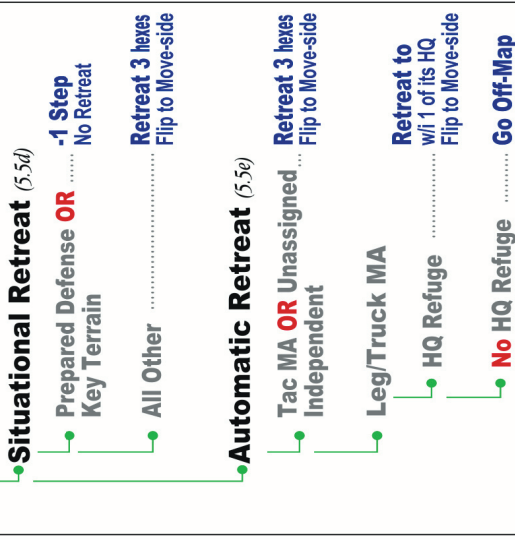 Situational Retreat (5.5d)
Prepared Defense OR ...... -1 Step
Key Terrain No Retreat
All Other .................... Retreat 3 hexes
Flip to Move-side
Automatic Retreat (5.5e)
Tac MA OR Unassigned... Retreat 3 hexes
Independent Flip to Move-side
Leg/Truck MA
HQ Refuge .......... Retreat to
w/i 1 of its HQ
Flip to Move-side
No HQ Refuge ...... Go Off-Map